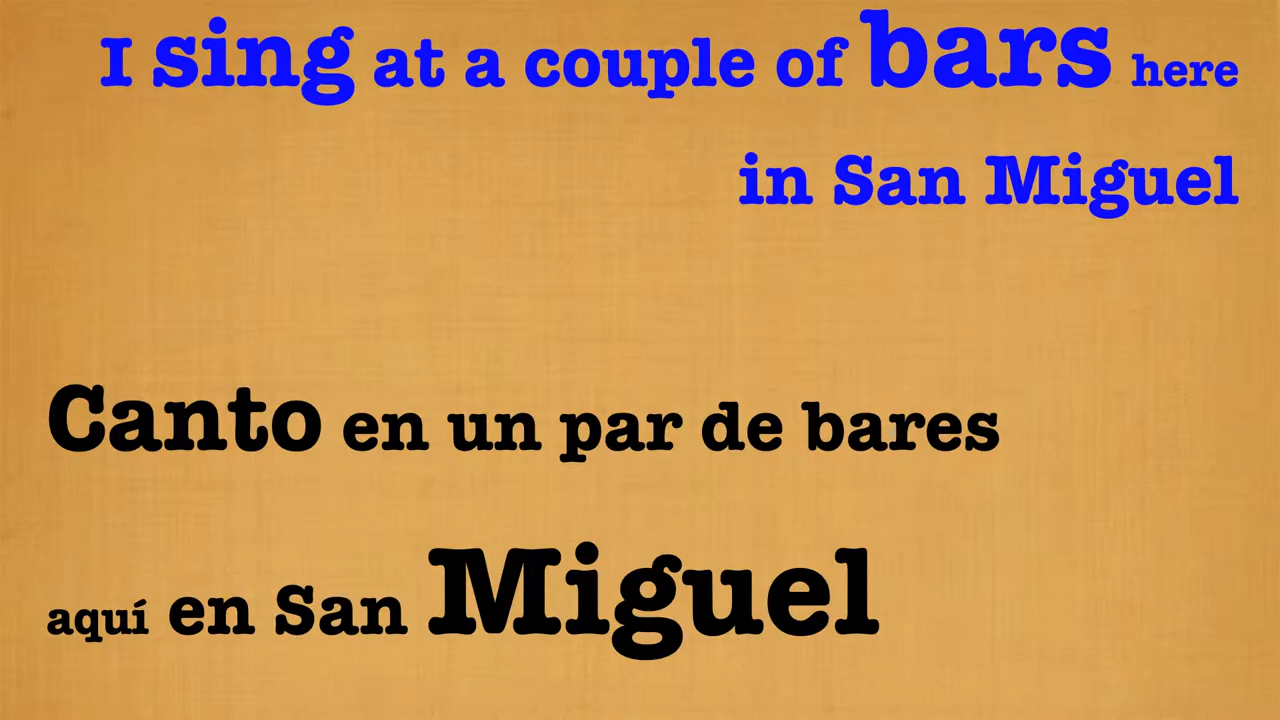 I sing at a couple of bars here
in San Miguel
Canto en un par de bares
aquí en San Miguel